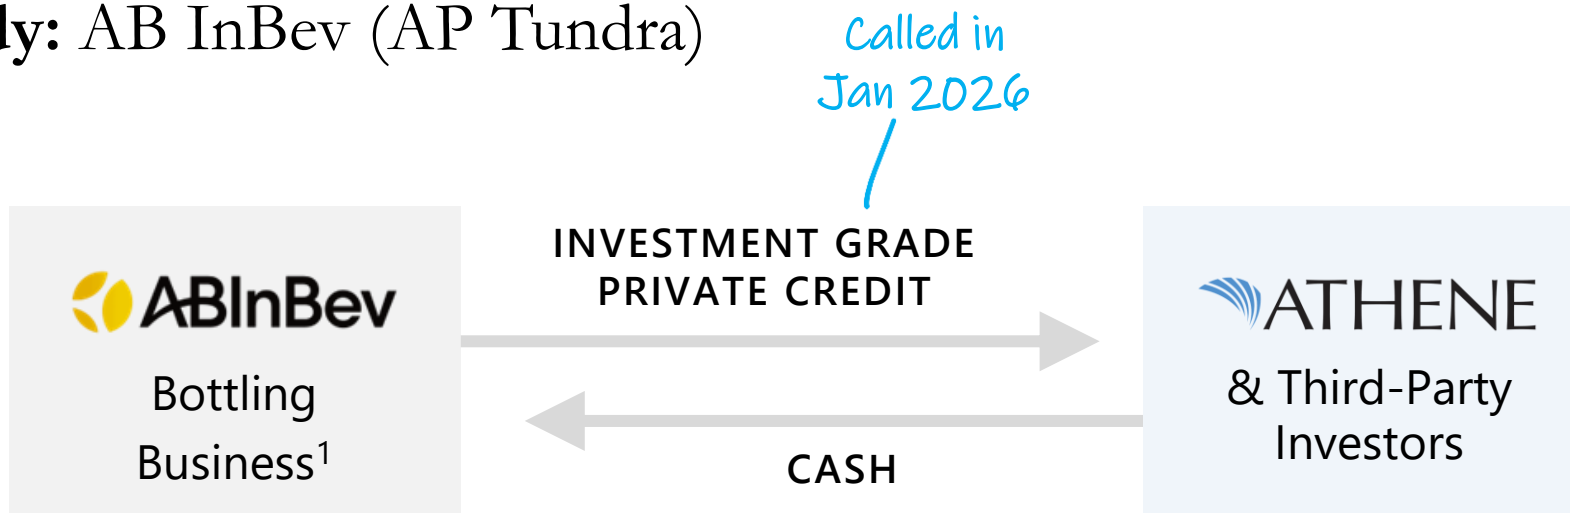 dy: AB InBev (AP Tundra)
Called in
Jan 2026
INVESTMENT GRADE
PRIVATE CREDIT
ABInBev
Bottling
Business¹
ATHENE
& Third-Party
Investors
CASH